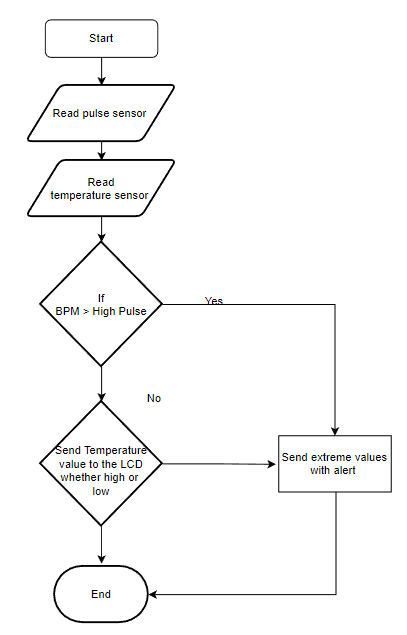 Start
Read pulse sensor
Read
temperature sensor
If
BPM > High Pulse
Yes
No
Send Temperature
value to the LCD
whether high or
low
Send extreme values
with alert
End